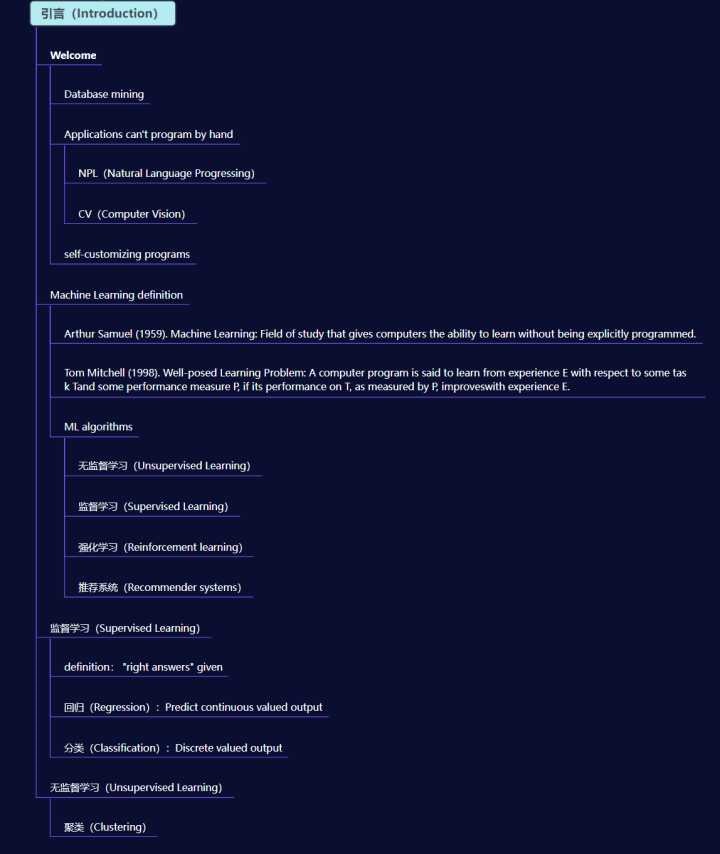 引言（Introduction）
Welcome
Database mining
Applications can't program by hand
NPL（Natural Language Progressing）
CV（Computer Vision）
self-customizing programs
Machine Learning definition
Arthur Samuel (1959). Machine Learning: Field of study that gives computers the ability to learn without being explicitly programmed.
Tom Mitchell (1998). Well-posed Learning Problem: A computer program is said to learn from experience E with respect to some tas
k Tand some performance measure P, if its performance on T, as measured by P, improveswith experience E.
ML algorithms
无监督学习（Unsupervised Learning）
监督学习（Supervised Learning）
强化学习（Reinforcement learning）
推荐系统（Recommender systems）
监督学习（Supervised Learning）
definition： "right answers" given
回归（Regression）：Predict continuous valued output
分类（Classification）：Discrete valued output
无监督学习（Unsupervised Learning）
聚类（Clustering）